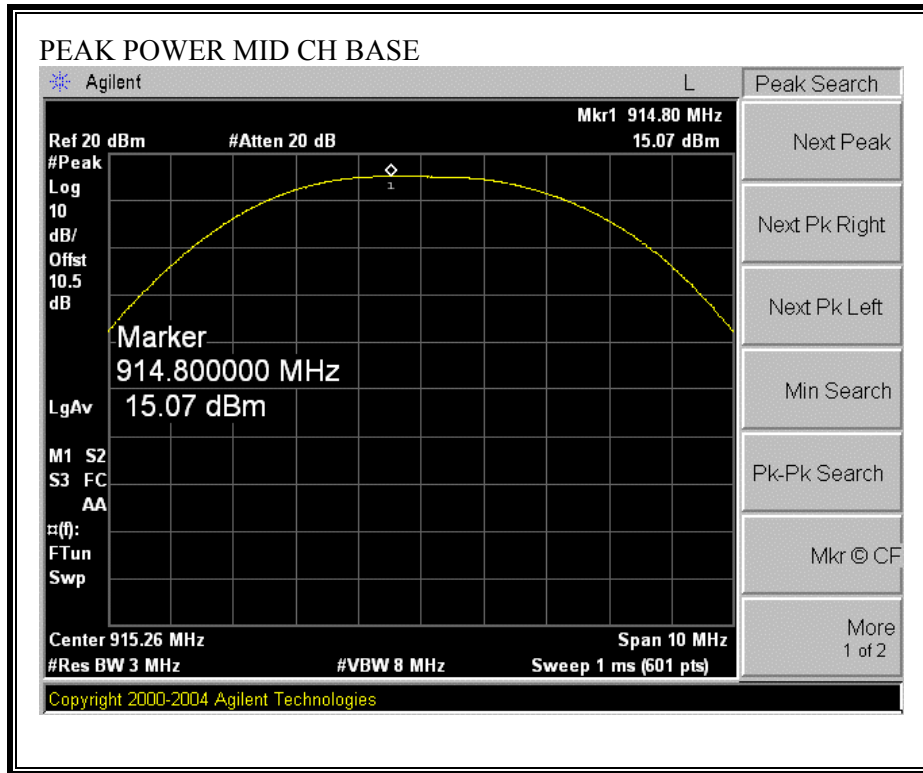 PEAK POWER MID CH BASE
Agilent L Peak Search
Mkr1 914.80 MHz
Ref 20 dBm #Atten 20 dB 15.07 dBm
#Peak
Log
10
dB/
Offst
10.5
dB
1
Marker
914.800000 MHz
15.07 dBm
LgAv
M1 S2
S3 FC
AA
¤(f):
FTun
Swp
Center 915.26 MHz Span 10 MHz
#Res BW 3 MHz #VBW 8 MHz Sweep 1 ms (601 pts)
Copyright 2000-2004 Agilent Technologies
Next Peak
Next Pk Right
Next Pk Left
Min Search
Pk-Pk Search
Mkr © CF
More
1 of 2